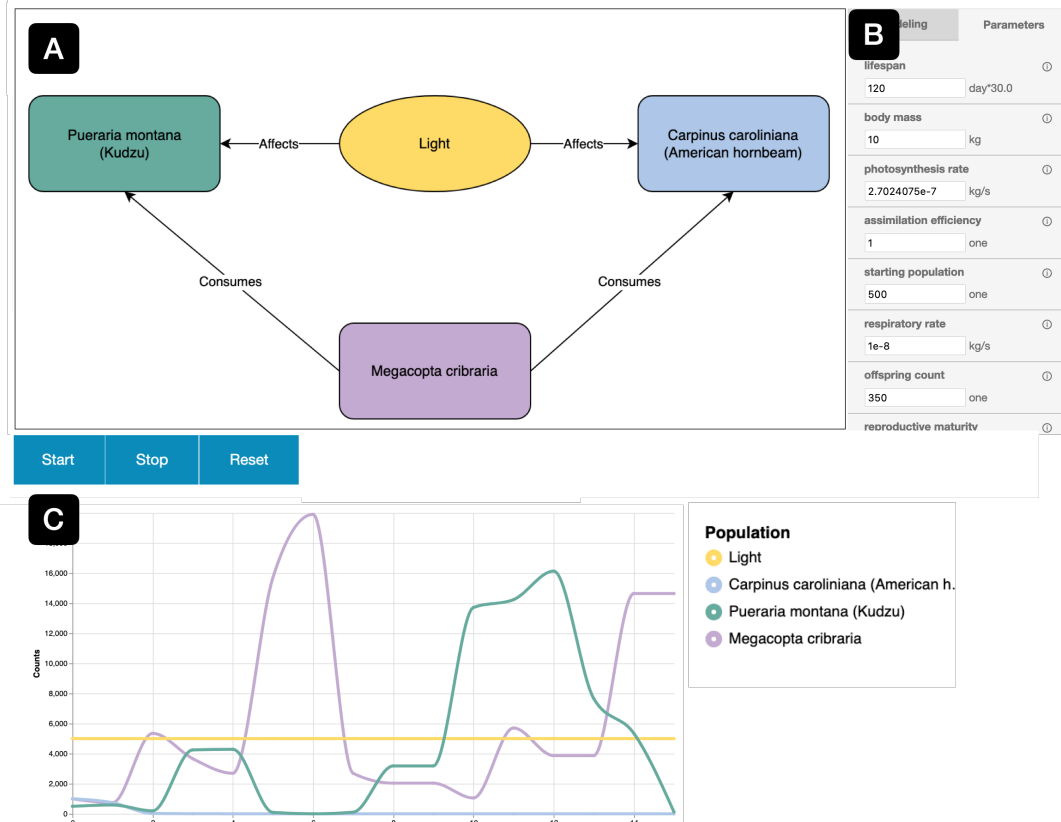 A
Pueraria montana
(Kudzu)
Affects
Light
Affects
Carpinus caroliniana
(American hornbeam)
Consumes
Consumes
Megacopta cribraria
B
Parameters
lifespan
120 day*30.0
body mass
10 kg
photosynthesis rate
2.7024075e-7 kg/s
assimilation efficiency
1 one
starting population
500 one
respiratory rate
1e-8 kg/s
offspring count
350 one
reproductive maturity
Start Stop Reset
C
16,000
14,000
12,000
10,000
8,000
6,000
4,000
2,000
0
Counts
Population
Light
Carpinus caroliniana (American h.
Pueraria montana (Kudzu)
Megacopta cribraria